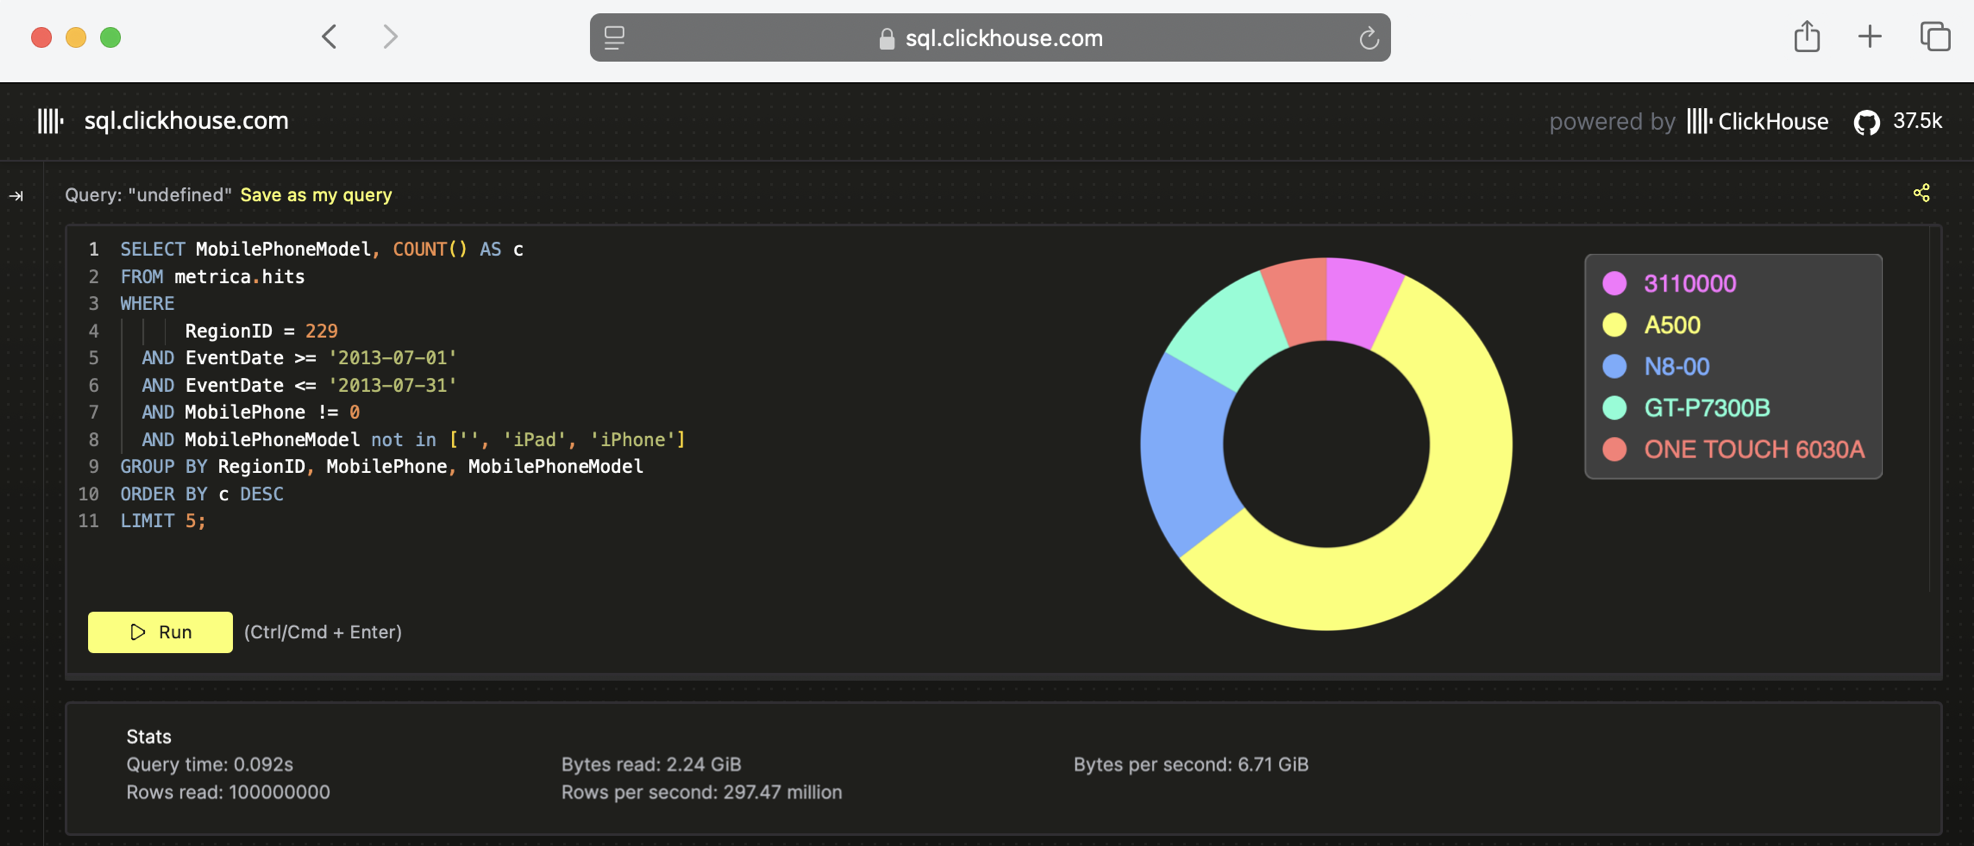 sql.clickhouse.com
sql.clickhouse.com
powered by ClickHouse 37.5k
Query: "undefined" Save as my query
1 SELECT MobilePhoneModel, COUNT() AS c
2 FROM metrica.hits
3 WHERE
4 RegionID = 229
5 AND EventDate >= '2013-07-01'
6 AND EventDate <= '2013-07-31'
7 AND MobilePhone != 0
8 AND MobilePhoneModel not in ['', 'iPad', 'iPhone']
9 GROUP BY RegionID, MobilePhone, MobilePhoneModel
10 ORDER BY c DESC
11 LIMIT 5;
3110000
A500
N8-00
GT-P7300B
ONE TOUCH 6030A
Run (Ctrl/Cmd + Enter)
Stats
Query time: 0.092s
Bytes read: 2.24 GiB
Bytes per second: 6.71 GiB
Rows read: 100000000
Rows per second: 297.47 million